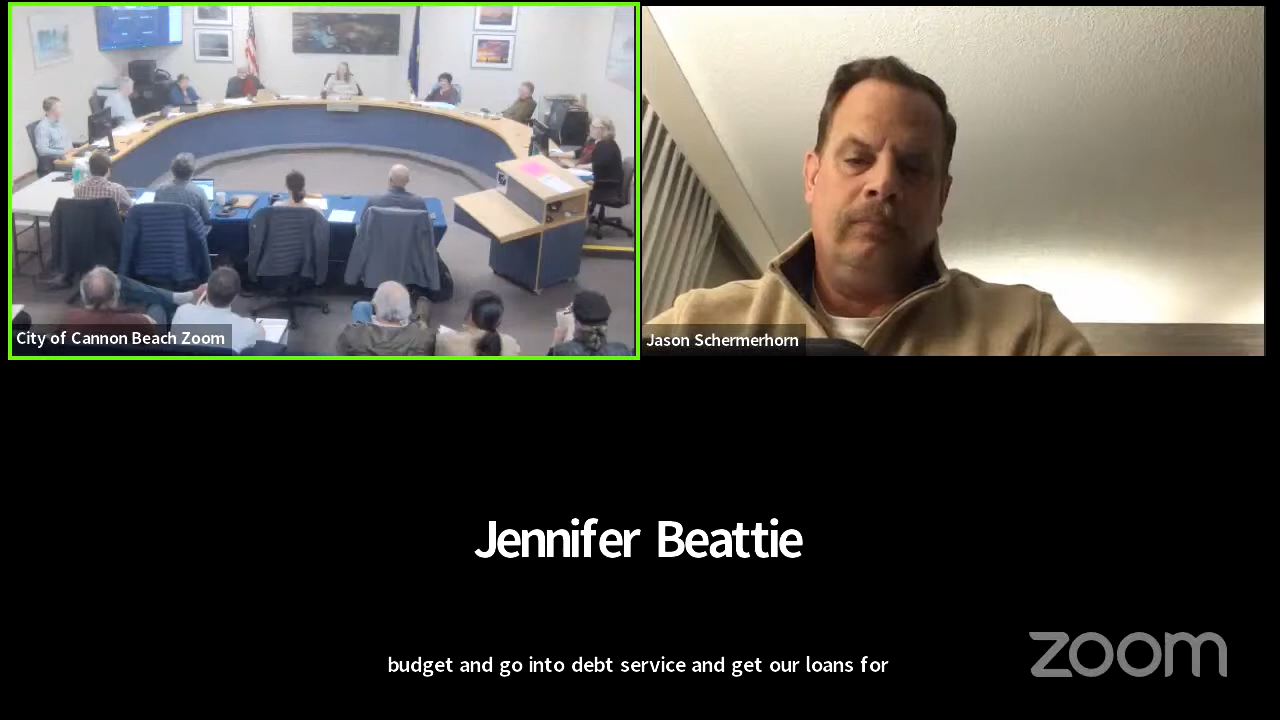 City of Cannon Beach Zoom
Jason Schermerhorn
Jennifer Beattie
budget and go into debt service and get our loans for
zoom